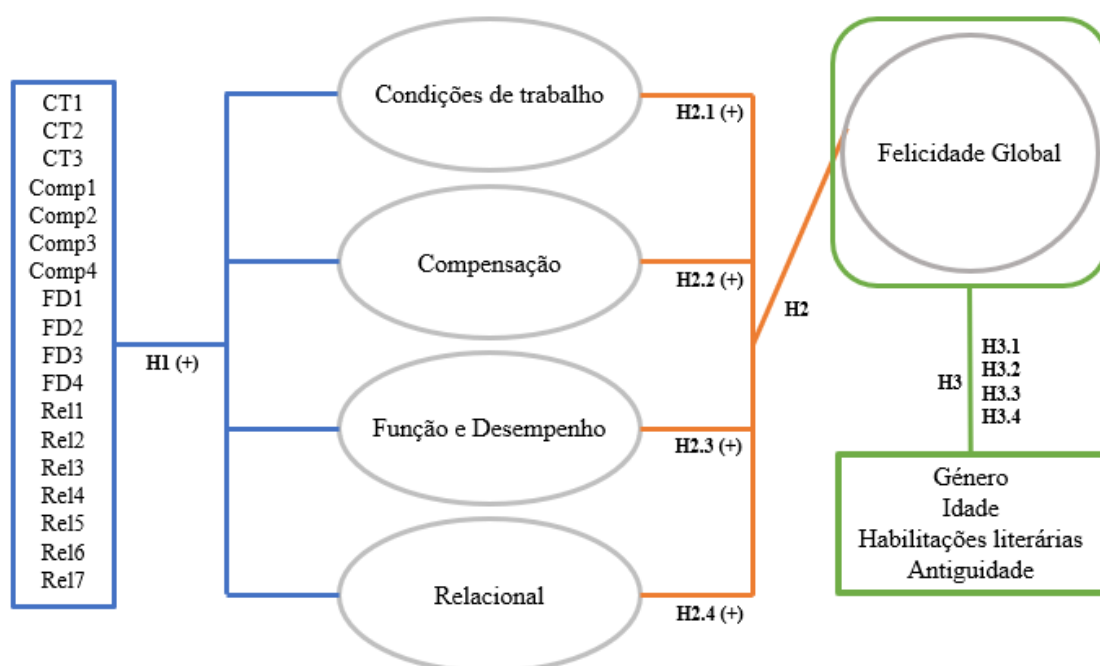 CT1
CT2
CT3
Comp1
Comp2
Comp3
Comp4
FD1
FD2
FD3
FD4
Rel1
Rel2
Rel3
Rel4
Rel5
Rel6
Rel7
H1 (+)
Condições de trabalho
Compensação
Função e Desempenho
Relacional
H2.1 (+)
H2.2 (+)
H2.3 (+)
H2.4 (+)
H2
Felicidade Global
H3
H3.1
H3.2
H3.3
H3.4
Género
Idade
Habilitações literárias
Antiguidade